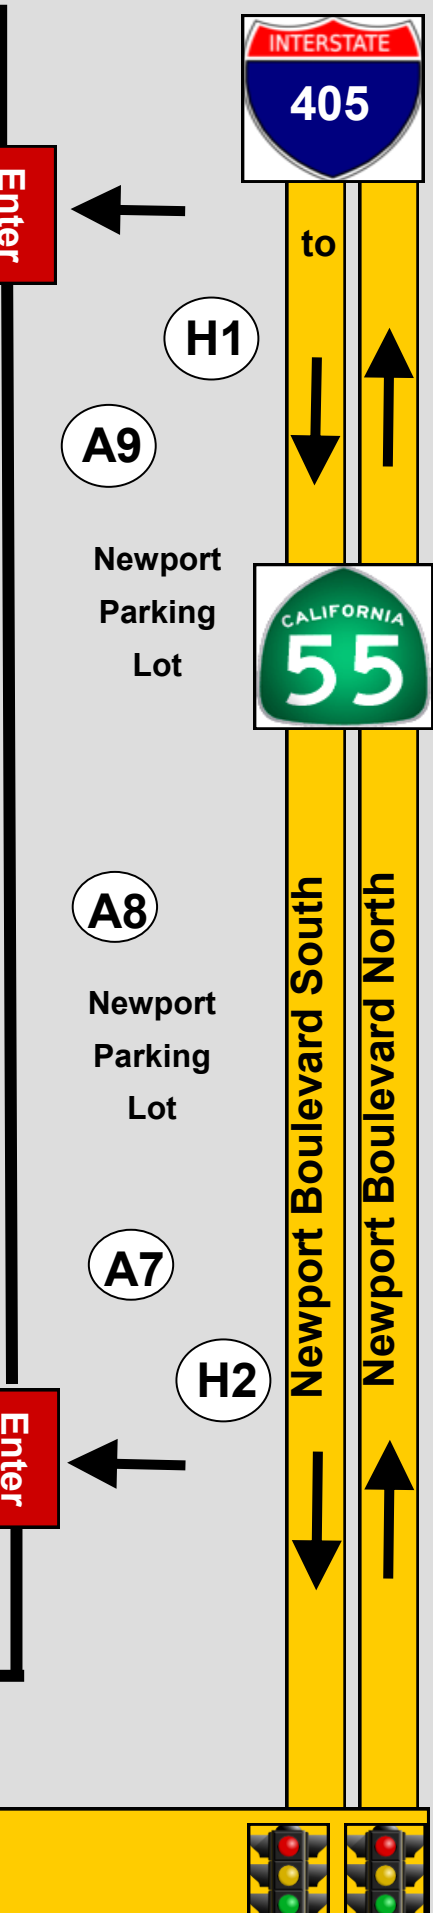 INTERSTATE
405
Enter
to
H1
A9
Newport
Parking
Lot
CALIFORNIA
55
A8
Newport
Parking
Lot
Newport Boulevard South
Newport Boulevard North
A7
H2
Enter